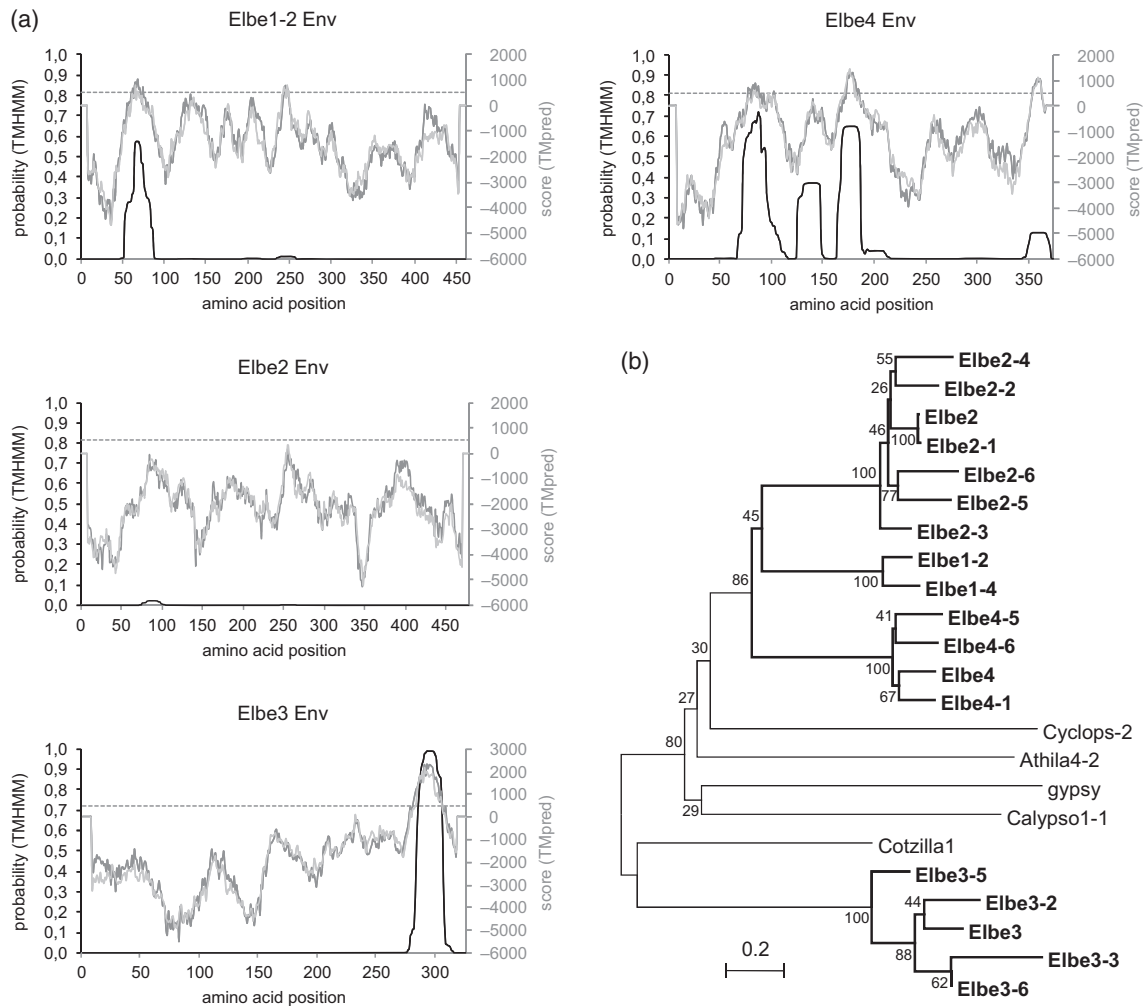 (a)
Elbe1-2 Env
probability (TMHMM)
1,0
0,9
0,8
0,7
0,6
0,5
0,4
0,3
0,2
0,1
0,0
2000
1000
0
–1000
–2000
–3000
–4000
–5000
–6000
score (TMpred)
0 50 100 150 200 250 300 350 400 450
amino acid position
Elbe4 Env
probability (TMHMM)
1,0
0,9
0,8
0,7
0,6
0,5
0,4
0,3
0,2
0,1
0,0
2000
1000
0
–1000
–2000
–3000
–4000
–5000
–6000
score (TMpred)
0 50 100 150 200 250 300 350
amino acid position
Elbe2 Env
probability (TMHMM)
1,0
0,9
0,8
0,7
0,6
0,5
0,4
0,3
0,2
0,1
0,0
2000
1000
0
–1000
–2000
–3000
–4000
–5000
–6000
score (TMpred)
0 50 100 150 200 250 300 350 400 450
amino acid position
Elbe3 Env
probability (TMHMM)
1,0
0,9
0,8
0,7
0,6
0,5
0,4
0,3
0,2
0,1
0,0
3000
2000
1000
0
–1000
–2000
–3000
–4000
–5000
–6000
score (TMpred)
0 50 100 150 200 250 300
amino acid position
(b)
55
Elbe2-4
26
Elbe2-2
Elbe2
46
100
Elbe2-1
100
Elbe2-6
77
Elbe2-5
Elbe2-3
45
Elbe1-2
100
Elbe1-4
86
41
Elbe4-5
Elbe4-6
100
Elbe4
67
Elbe4-1
30
Cyclops-2
27
Athila4-2
80
gypsy
29
Calypso1-1
Cotzilla1
Elbe3-5
100
44
Elbe3-2
Elbe3
88
Elbe3-3
62
Elbe3-6
0.2